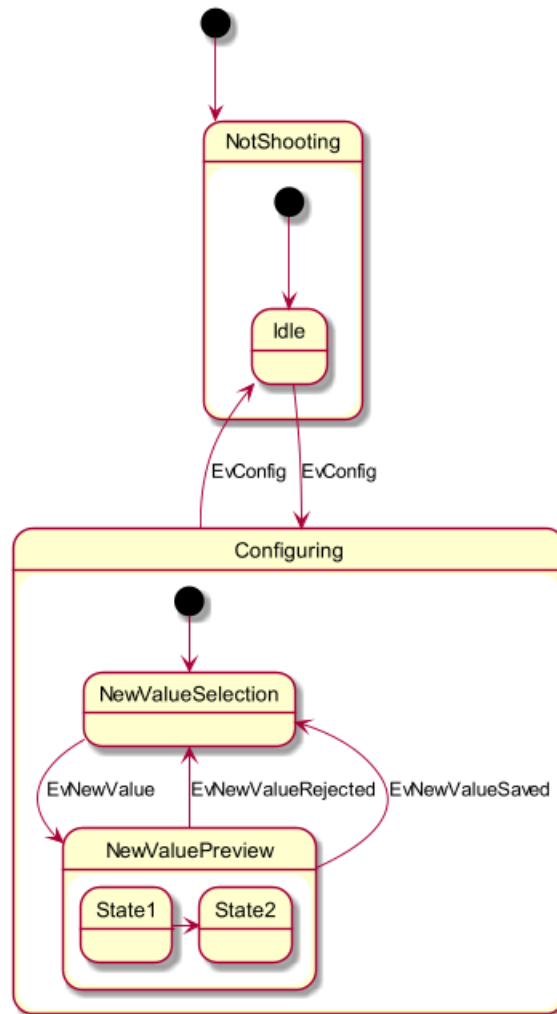 NotShooting
Idle
EvConfig EvConfig
Configuring
NewValueSelection
EvNewValue EvNewValueRejected EvNewValueSaved
NewValuePreview
State1 State2